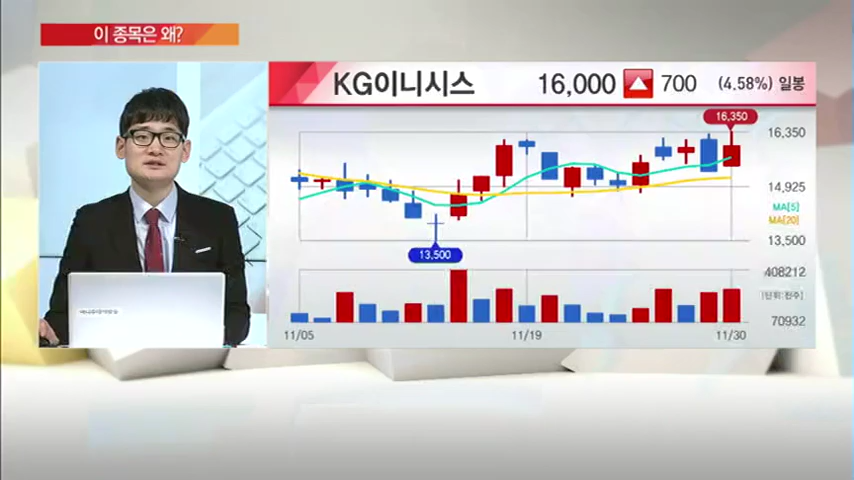 이 종목은 왜?
KG이니시스
16,000 700 (4.58%) 일봉
16,350
16,350
14,925
MA[5]
MA[20]
13,500
13,500
408212
[단위:천주]
70932
11/05 11/19 11/30